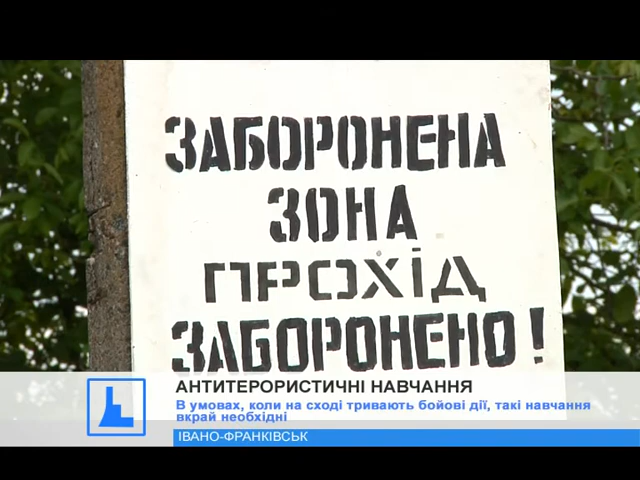 ЗАБОРОНЕНА
ЗОНА
ПРОХІД
ЗАБОРОНЕНО!
АНТИТЕРОРИСТИЧНІ НАВЧАННЯ
В умовах, коли на сході тривають бойові дії, такі навчання
вкрай необхідні
ІВАНО-ФРАНКІВСЬК